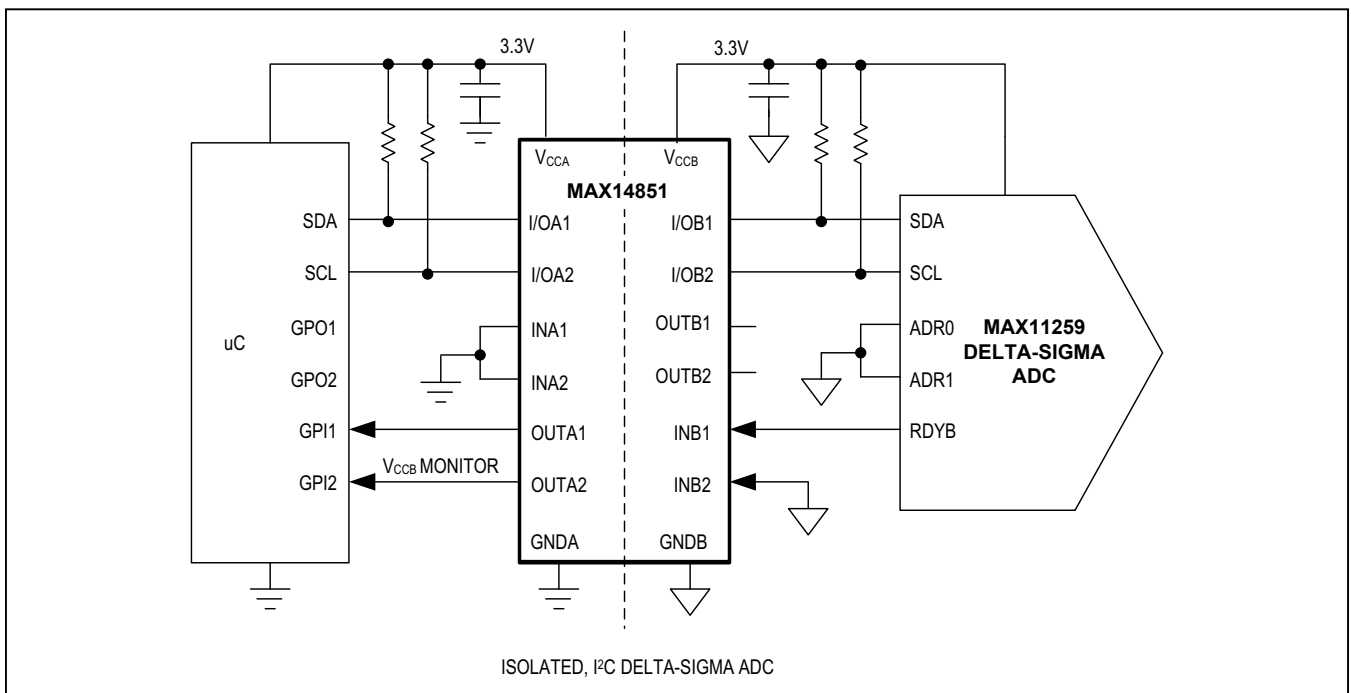 3.3V
3.3V
VCCA
VCCB
MAX14851
SDA
I/OA1
I/OB1
SDA
SCL
I/OA2
I/OB2
SCL
uC
GPO1
INA1
OUTB1
ADR0
MAX11259
DELTA-SIGMA
ADC
GPO2
INA2
OUTB2
ADR1
GPI1
OUTA1
INB1
RDYB
VCCB MONITOR
GPI2
OUTA2
INB2
GNDA
GNDB
ISOLATED, I²C DELTA-SIGMA ADC